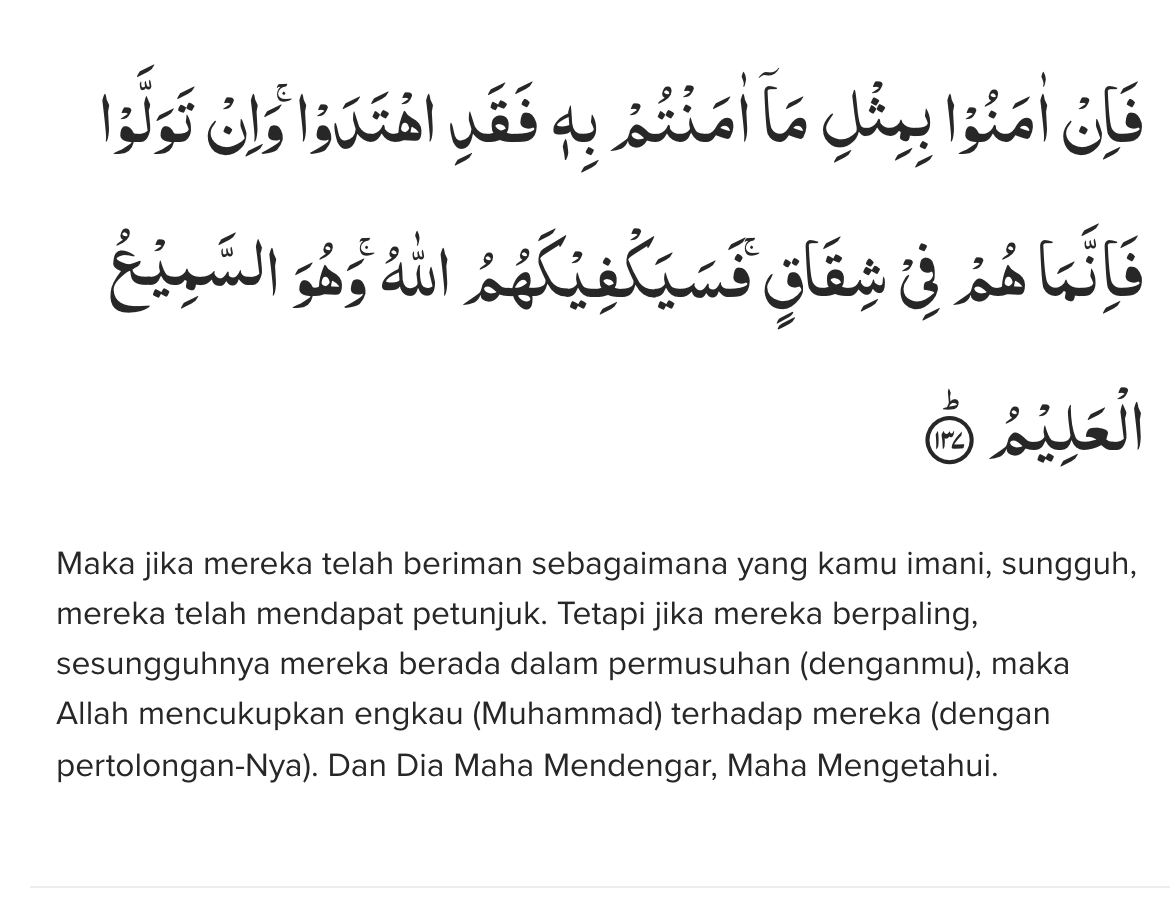 فَاِنْ اٰمَنُوْا بِمِثْلِ مَآ اٰمَنْتُمْ بِهٖ فَقَدِ اهْتَدَوْا ۚوَاِنْ تَوَلَّوْا
فَاِنَّمَا هُمْ فِيْ شِقَاقٍ ۚفَسَيَكْفِيْكَهُمُ اللّٰهُ ۚوَهُوَ السَّمِيْعُ
الْعَلِيْمُ ۗ ١٣٧
Maka jika mereka telah beriman sebagaimana yang kamu imani, sungguh,
mereka telah mendapat petunjuk. Tetapi jika mereka berpaling,
sesungguhnya mereka berada dalam permusuhan (denganmu), maka
Allah mencukupkan engkau (Muhammad) terhadap mereka (dengan
pertolongan-Nya). Dan Dia Maha Mendengar, Maha Mengetahui.